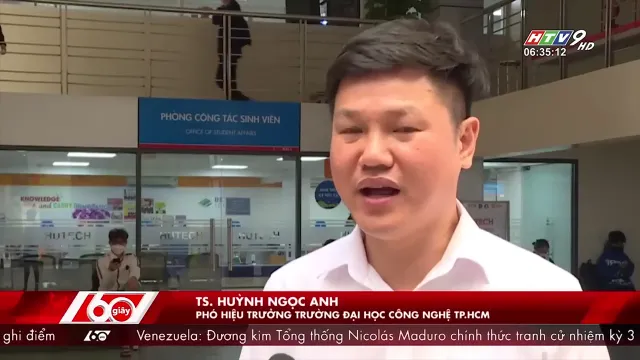 HTV9 HD
06:35:12
PHÒNG CÔNG TÁC SINH VIÊN
OFFICE OF STUDENT AFFAIRS
KNOWLEDGE
HUTECH
HUTECH
60 giây
TS. HUỲNH NGỌC ANH
PHÓ HIỆU TRƯỞNG TRƯỜNG ĐẠI HỌC CÔNG NGHỆ TP.HCM
ghi điểm 60 Venezuela: Đương kim Tổng thống Nicolás Maduro chính thức tranh cử nhiệm kỳ 3